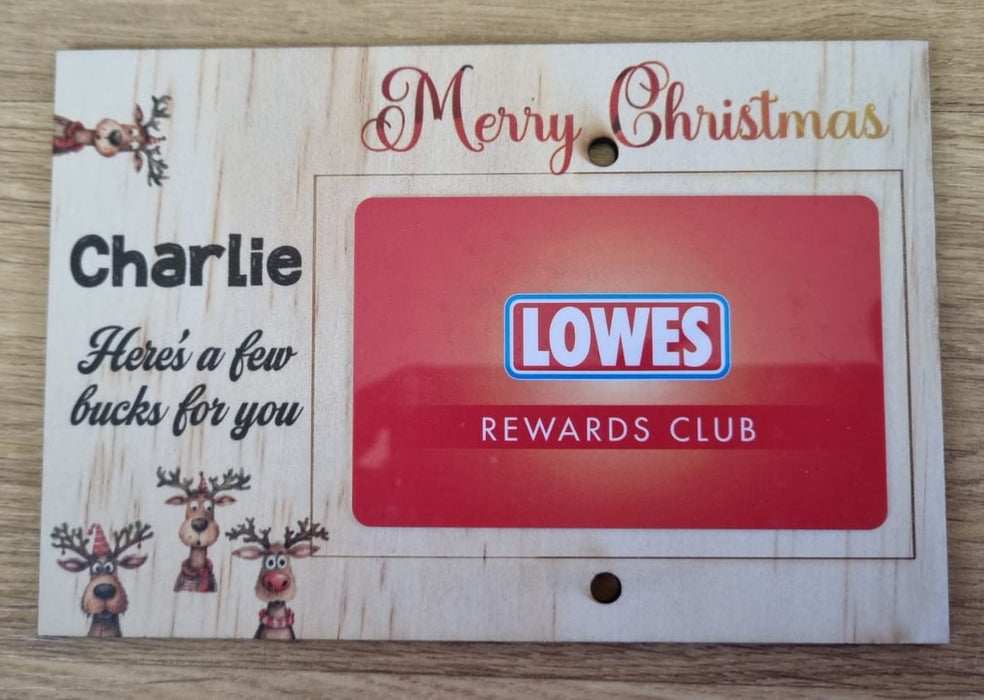 Merry Christmas
Charlie
Here's a few
bucks for you
LOWES
REWARDS CLUB